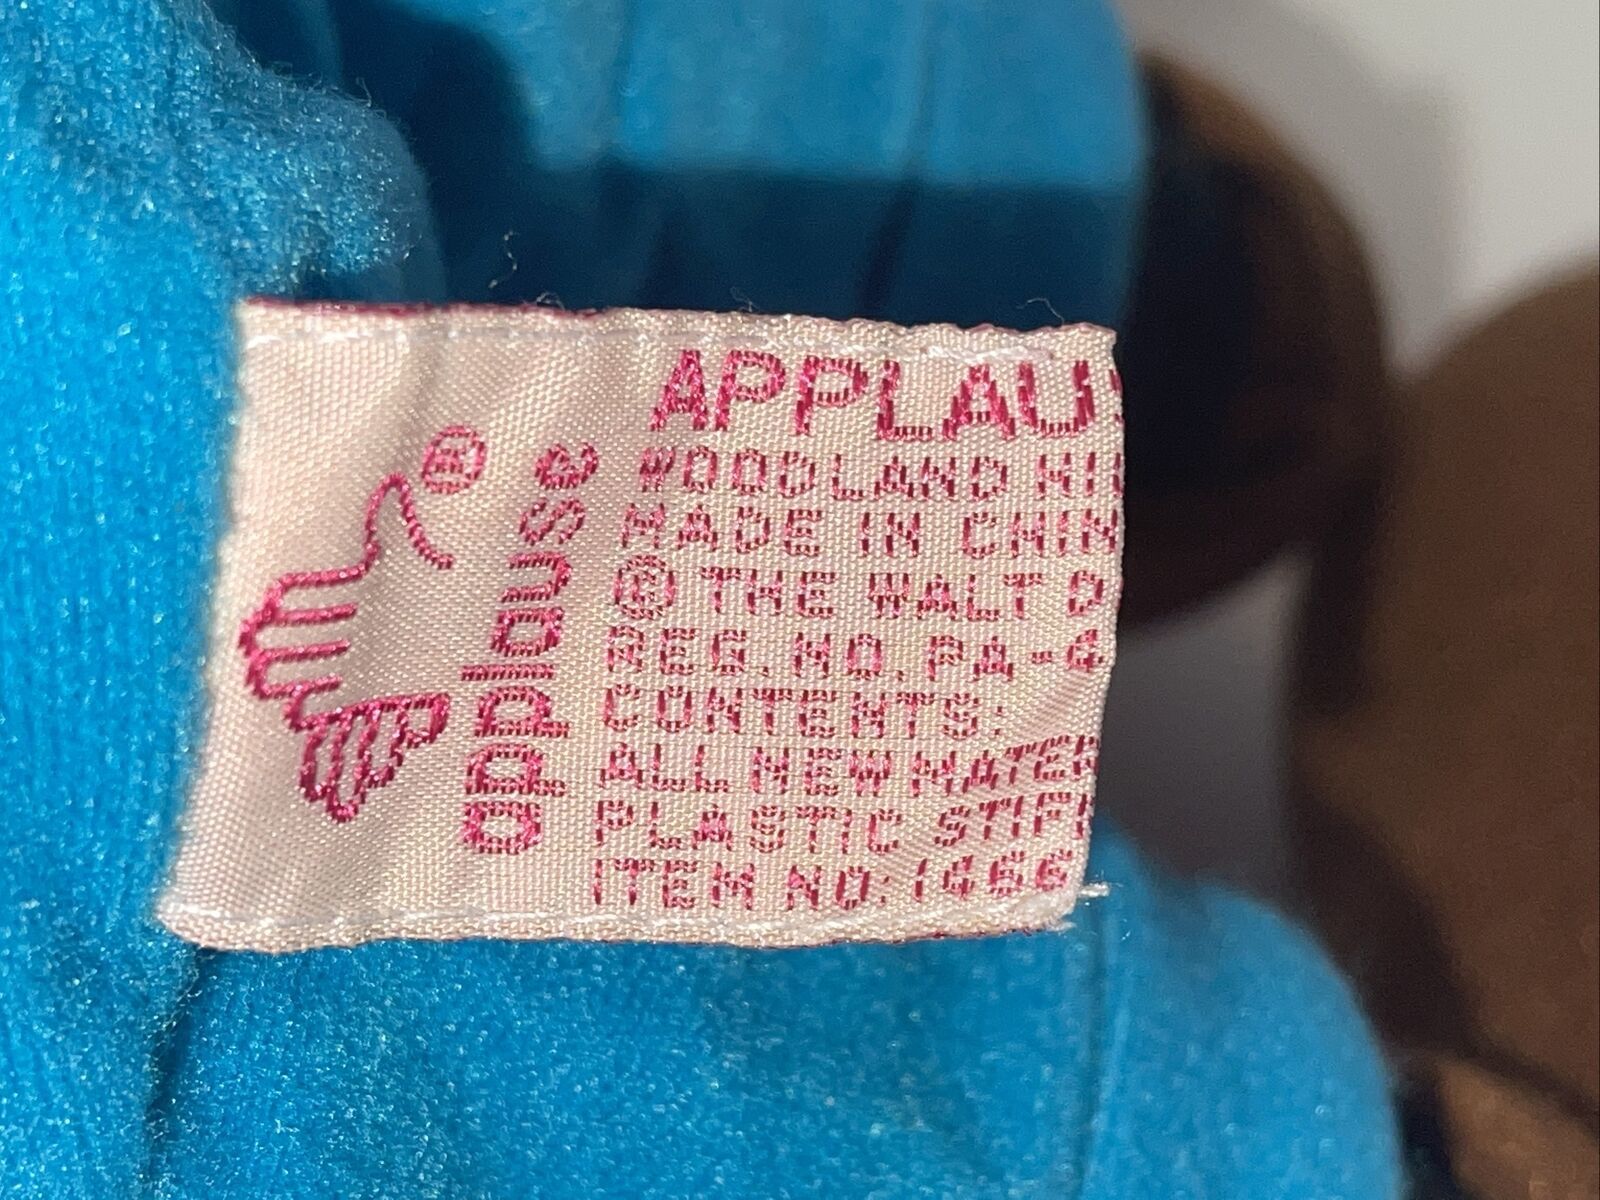 ®
applause
APPLAU
WOODLAND HIL
MADE IN CHIN
® THE WALT D
REG. NO. PA-4
CONTENTS:
ALL NEW MATER
PLASTIC STIF
ITEM NO: 1466